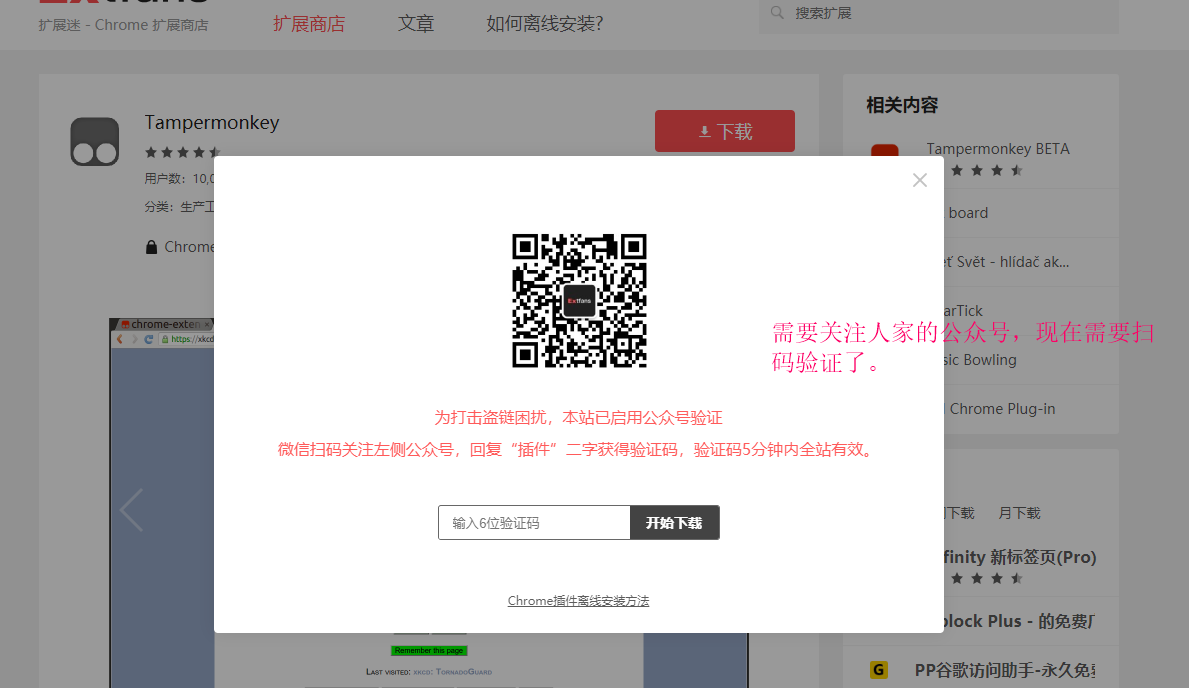 扩展迷 - Chrome 扩展商店
扩展商店
文章
如何离线安装?
搜索扩展
Tampermonkey
下载
用户数：10,0
分类：生产工
Chrome
相关内容
Tampermonkey BETA
board
eť Svět - hlídač ak...
arTick
sic Bowling
Chrome Plug-in
chrome-exten
https://xkcd
Extfans
需要关注人家的公众号，现在需要扫
码验证了。
为打击盗链困扰，本站已启用公众号验证
微信扫码关注左侧公众号，回复“插件”二字获得验证码，验证码5分钟内全站有效。
输入6位验证码
开始下载
Chrome插件离线安装方法
下载
月下载
finity 新标签页(Pro)
block Plus - 的免费广
G
PP谷歌访问助手-永久免费
Remember this page
Last visited: xkcd: TornadoGuard